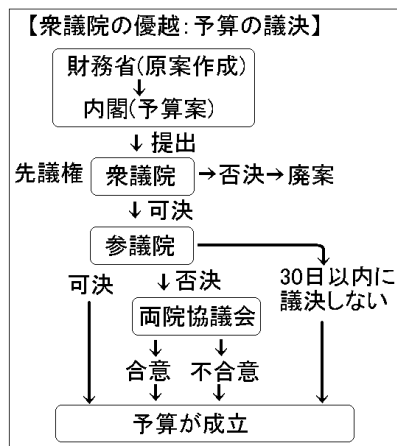 【衆議院の優越:予算の議決】
財務省(原案作成)
↓
内閣(予算案)
↓提出
先議権 衆議院→否決→廃案
↓可決
参議院
可決 ↓否決 30日以内に
議決しない
両院協議会
↓ ↓
合意 不合意
↓ ↓
予算が成立